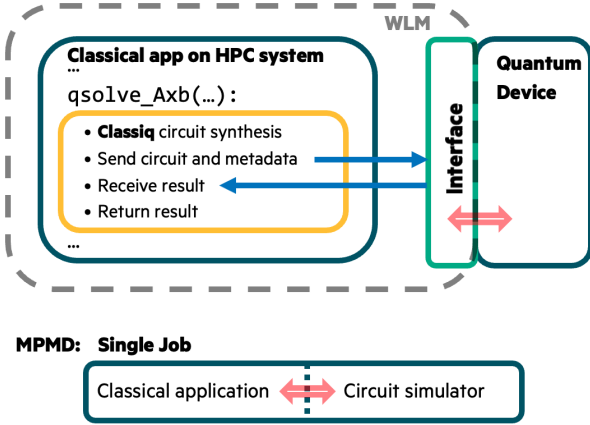 WLM
Classical app on HPC system
...
qsolve_Axb(...):
• Classiq circuit synthesis
• Send circuit and metadata
• Receive result
• Return result
...
Interface
Quantum
Device
MPMD: Single Job
Classical application
Circuit simulator